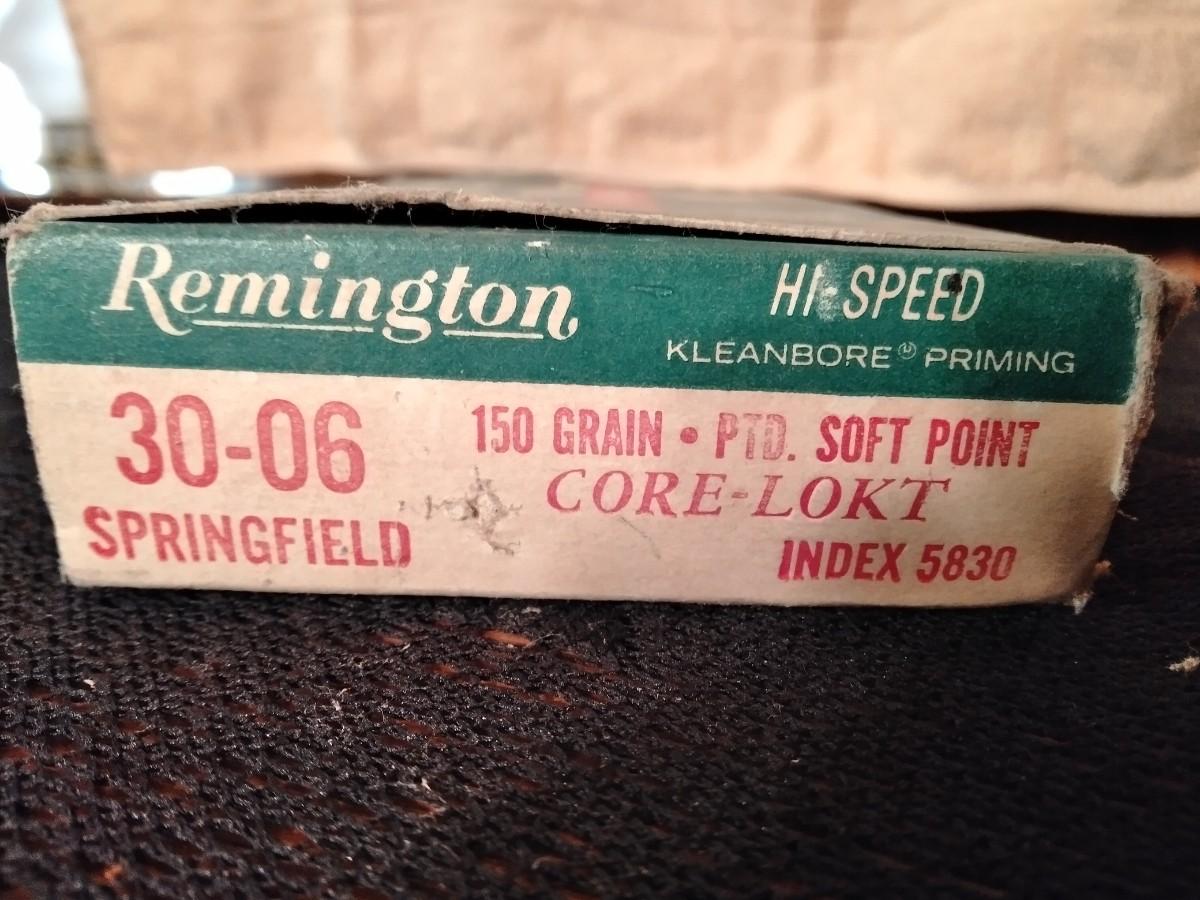 Remington
HI-SPEED
KLEANBORE® PRIMING
30-06
SPRINGFIELD
150 GRAIN • PTD. SOFT POINT
CORE-LOKT
INDEX 5830